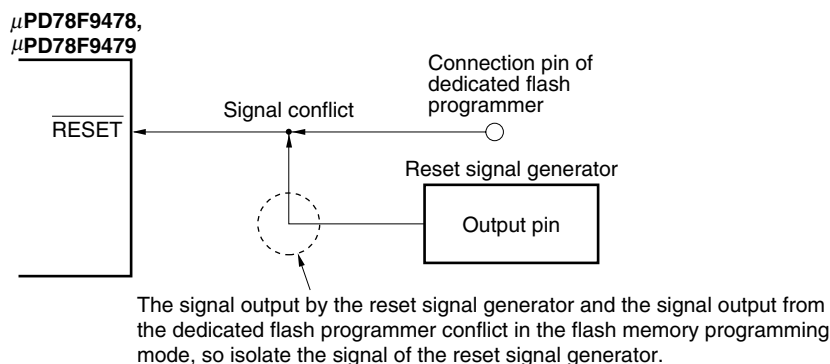 μPD78F9478,
μPD78F9479
Connection pin of
dedicated flash
programmer
Signal conflict
RESET
Reset signal generator
Output pin
The signal output by the reset signal generator and the signal output from
the dedicated flash programmer conflict in the flash memory programming
mode, so isolate the signal of the reset signal generator.